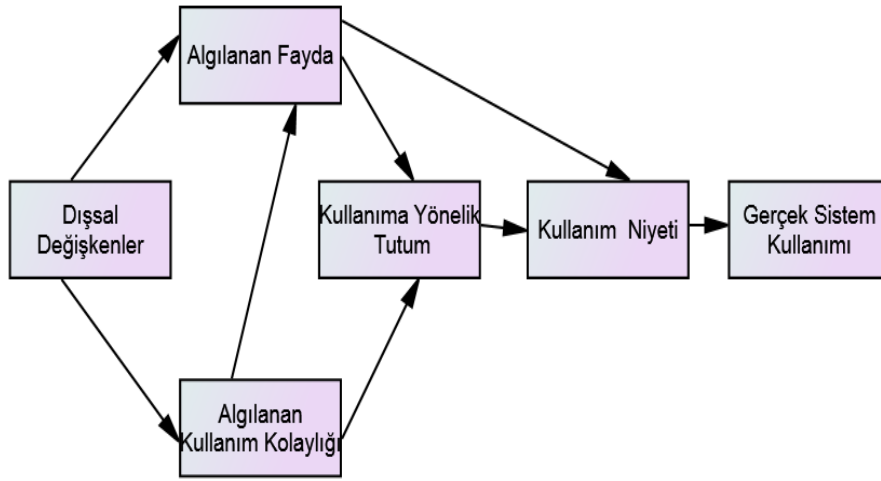 Algılanan Fayda
Dışsal
Değişkenler
Kullanıma Yönelik
Tutum
Kullanım Niyeti
Gerçek Sistem
Kullanımı
Algılanan
Kullanım Kolaylığı